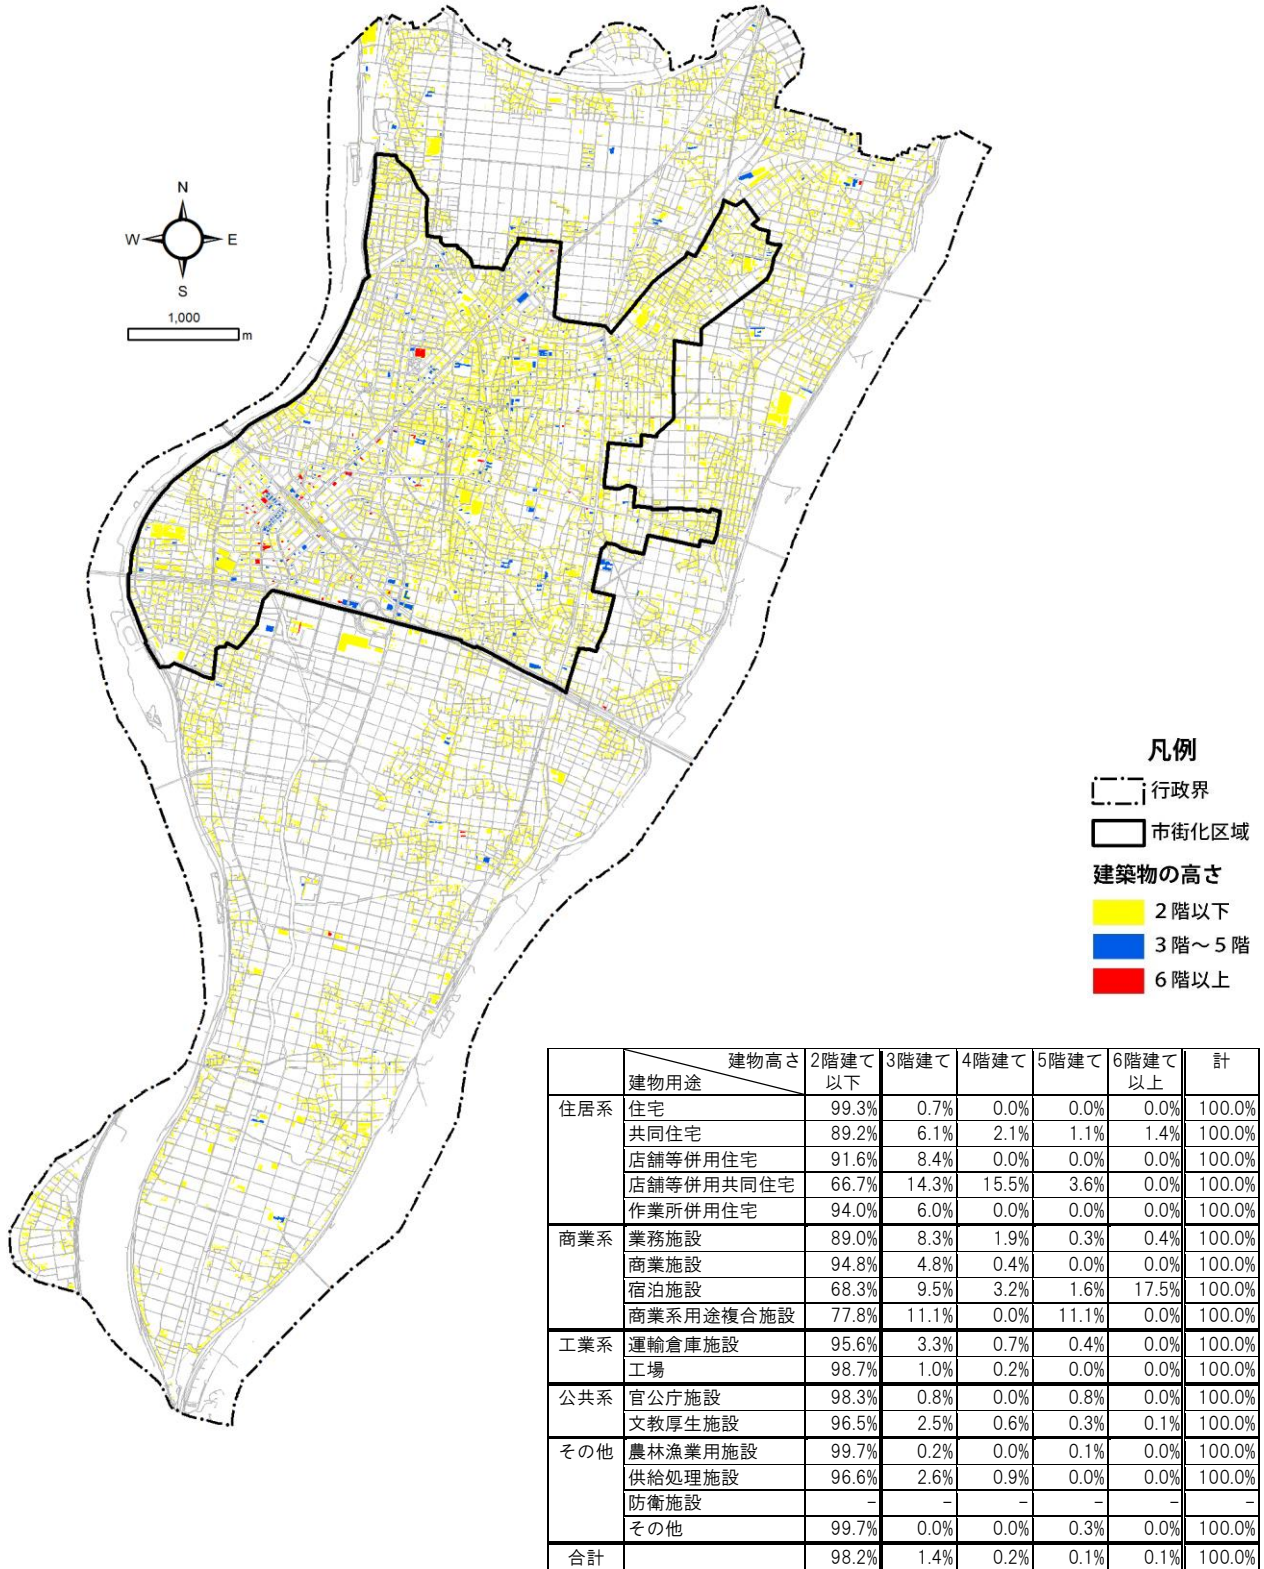 N
W E
S
1,000
m
凡例
行政界
市街化区域
建築物の高さ
2階以下
3階～5階
6階以上
建物高さ 2階建て 3階建て 4階建て 5階建て 6階建て 計
建物用途 以下 以上
住居系 住宅 99.3% 0.7% 0.0% 0.0% 0.0% 100.0%
共同住宅 89.2% 6.1% 2.1% 1.1% 1.4% 100.0%
店舗等併用住宅 91.6% 8.4% 0.0% 0.0% 0.0% 100.0%
店舗等併用共同住宅 66.7% 14.3% 15.5% 3.6% 0.0% 100.0%
作業所併用住宅 94.0% 6.0% 0.0% 0.0% 0.0% 100.0%
商業系 業務施設 89.0% 8.3% 1.9% 0.3% 0.4% 100.0%
商業施設 94.8% 4.8% 0.4% 0.0% 0.0% 100.0%
宿泊施設 68.3% 9.5% 3.2% 1.6% 17.5% 100.0%
商業系用途複合施設 77.8% 11.1% 0.0% 11.1% 0.0% 100.0%
工業系 運輸倉庫施設 95.6% 3.3% 0.7% 0.4% 0.0% 100.0%
工場 98.7% 1.0% 0.2% 0.0% 0.0% 100.0%
公共系 官公庁施設 98.3% 0.8% 0.0% 0.8% 0.0% 100.0%
文教厚生施設 96.5% 2.5% 0.6% 0.3% 0.1% 100.0%
その他 農林漁業用施設 99.7% 0.2% 0.0% 0.1% 0.0% 100.0%
供給処理施設 96.6% 2.6% 0.9% 0.0% 0.0% 100.0%
防衛施設 － － － － － －
その他 99.7% 0.0% 0.0% 0.3% 0.0% 100.0%
合計 98.2% 1.4% 0.2% 0.1% 0.1% 100.0%